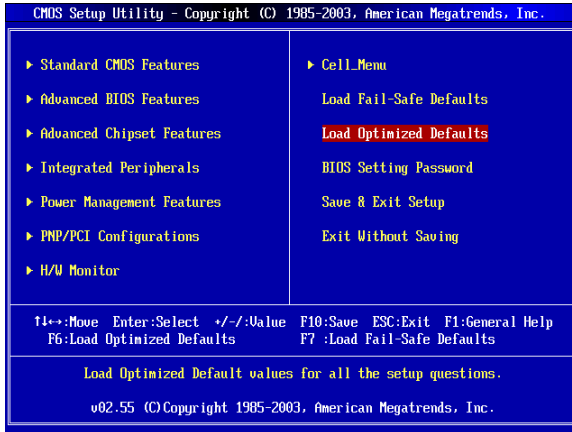 CMOS Setup Utility - Copyright (C) 1985-2003, American Megatrends, Inc.
▶ Standard CMOS Features
▶ Advanced BIOS Features
▶ Advanced Chipset Features
▶ Integrated Peripherals
▶ Power Management Features
▶ PNP/PCI Configurations
▶ H/W Monitor
▶ Cell_Menu
Load Fail-Safe Defaults
Load Optimized Defaults
BIOS Setting Password
Save & Exit Setup
Exit Without Saving
↑↓↔:Move Enter:Select +/-/:Value F10:Save ESC:Exit F1:General Help
F6:Load Optimized Defaults F7 :Load Fail-Safe Defaults
Load Optimized Default values for all the setup questions.
v02.55 (C)Copyright 1985-2003, American Megatrends, Inc.